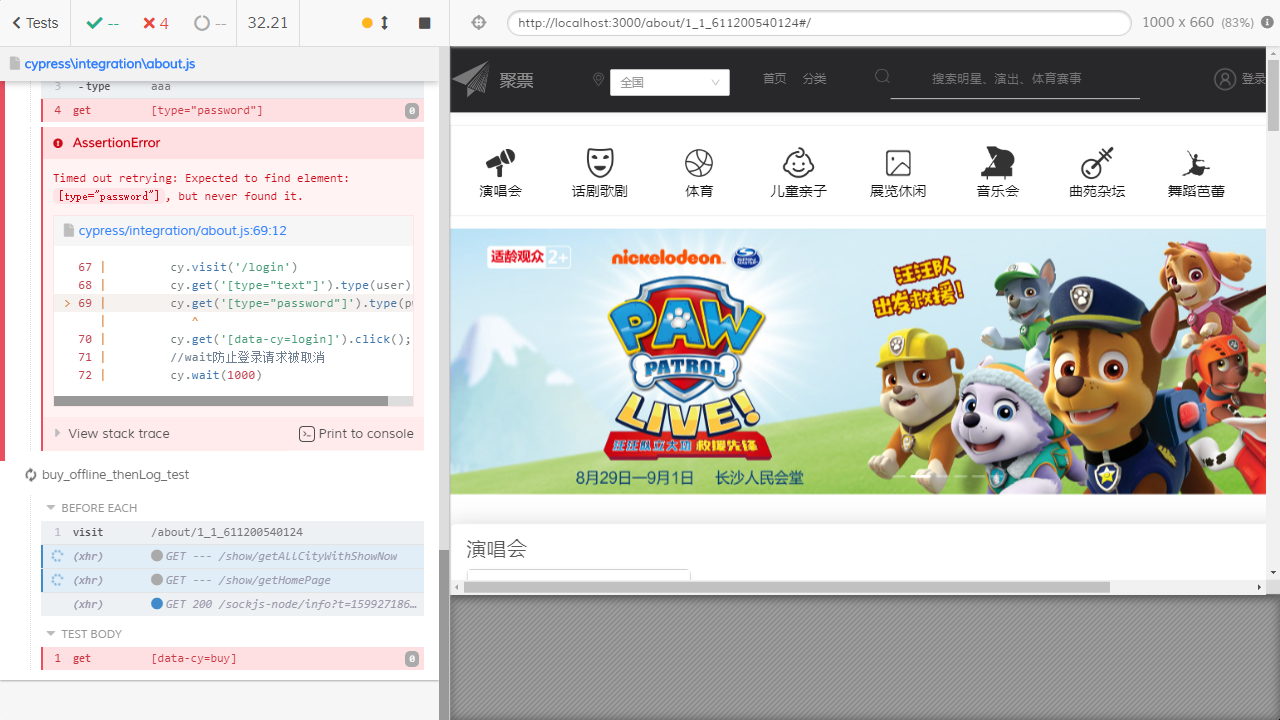 Tests
--
4
--
32.21
http://localhost:3000/about/1_1_611200540124#/
1000 x 660 (83%)
cypress\integration\about.js
3 -type aaa
4 get [type="password"] 0
AssertionError
Timed out retrying: Expected to find element:
[type="password"], but never found it.
cypress/integration/about.js:69:12
67 | cy.visit('/login')
68 | cy.get('[type="text"]').type(user)
> 69 | cy.get('[type="password"]').type(p
| ^
70 | cy.get('[data-cy=login]').click();
71 | //wait防止登录请求被取消
72 | cy.wait(1000)
View stack trace
Print to console
buy_offline_thenLog_test
BEFORE EACH
1 visit /about/1_1_611200540124
(xhr) GET --- /show/getAllCityWithShowNow
(xhr) GET --- /show/getHomePage
(xhr) GET 200 /sockjs-node/info?t=159927186...
TEST BODY
1 get [data-cy=buy] 0
聚票
全国
首页
分类
搜索明星、演出、体育赛事
登录
演唱会
话剧歌剧
体育
儿童亲子
展览休闲
音乐会
曲苑杂坛
舞蹈芭蕾
适龄观众 2+
nickelodeon
汪汪队
出发救援!
PAW
PATROL
LIVE!
汪汪队立大功 救援先锋
8月29日—9月1日 长沙人民会堂
演唱会